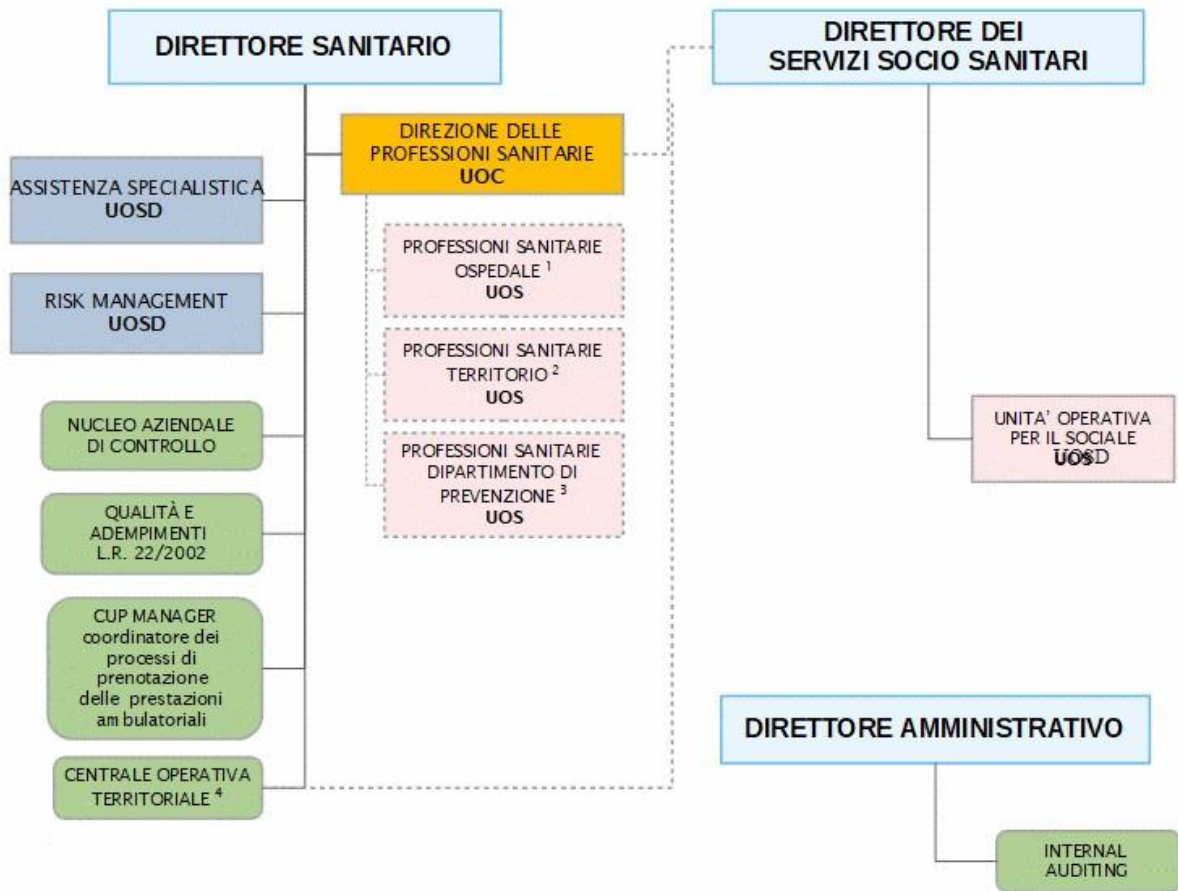 DIRETTORE SANITARIO
DIRETTORE DEI
SERVIZI SOCIO SANITARI
DIREZIONE DELLE
PROFESSIONI SANITARIE
UOC
ASSISTENZA SPECIALISTICA
UOSD
RISK MANAGEMENT
UOSD
PROFESSIONI SANITARIE
OSPEDALE ¹
UOS
PROFESSIONI SANITARIE
TERRITORIO ²
UOS
PROFESSIONI SANITARIE
DIPARTIMENTO DI
PREVENZIONE ³
UOS
NUCLEO AZIENDALE
DI CONTROLLO
QUALITÀ E
ADEMPIMENTI
L.R. 22/2002
CUP MANAGER
coordinatore dei
processi di
prenotazione
delle prestazioni
ambulatoriali
CENTRALE OPERATIVA
TERRITORIALE ⁴
UNITA' OPERATIVA
PER IL SOCIALE
DIRETTORE AMMINISTRATIVO
INTERNAL
AUDITING